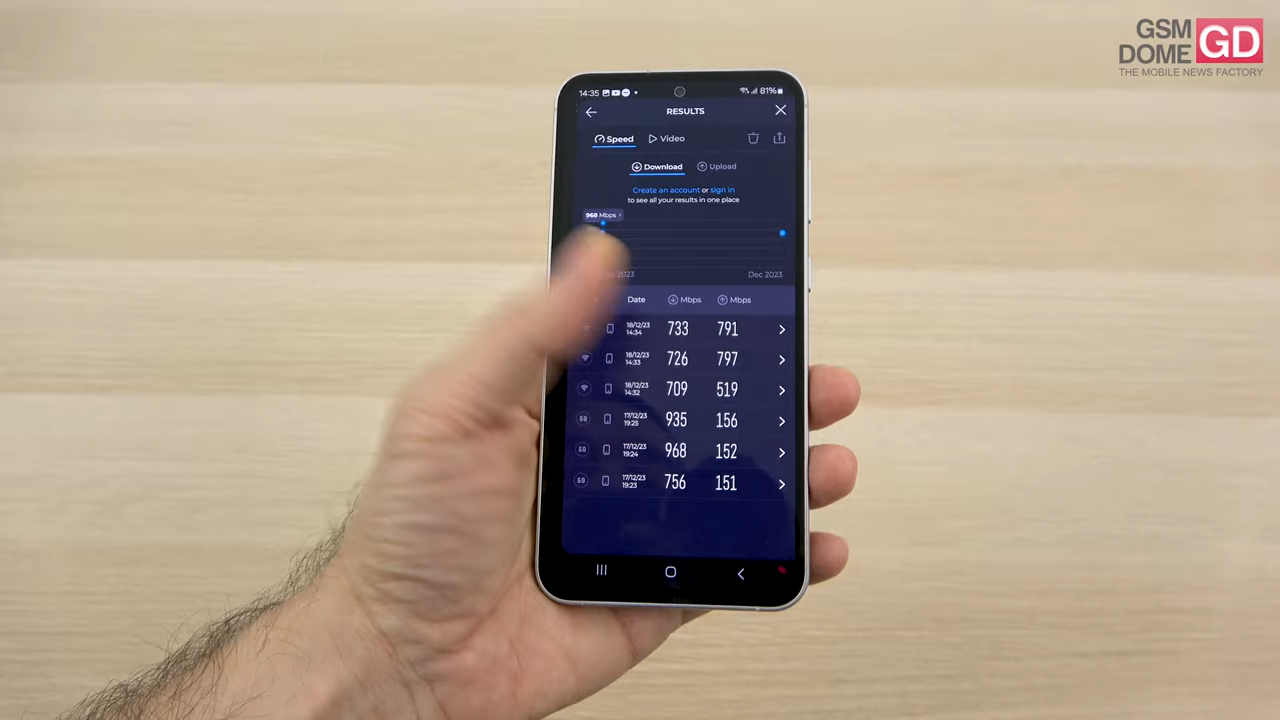 GSM
DOME GD
THE MOBILE NEWS FACTORY
14:35 81%
RESULTS
Speed Video
Download Upload
Create an account or sign in
to see all your results in one place
968 Mbps
2023 Dec 2023
Date Mbps Mbps
18/12/23 14:34 733 791
18/12/23 14:33 726 797
18/12/23 14:32 709 519
5G 17/12/23 19:25 935 156
5G 17/12/23 19:24 968 152
5G 17/12/23 19:23 756 151